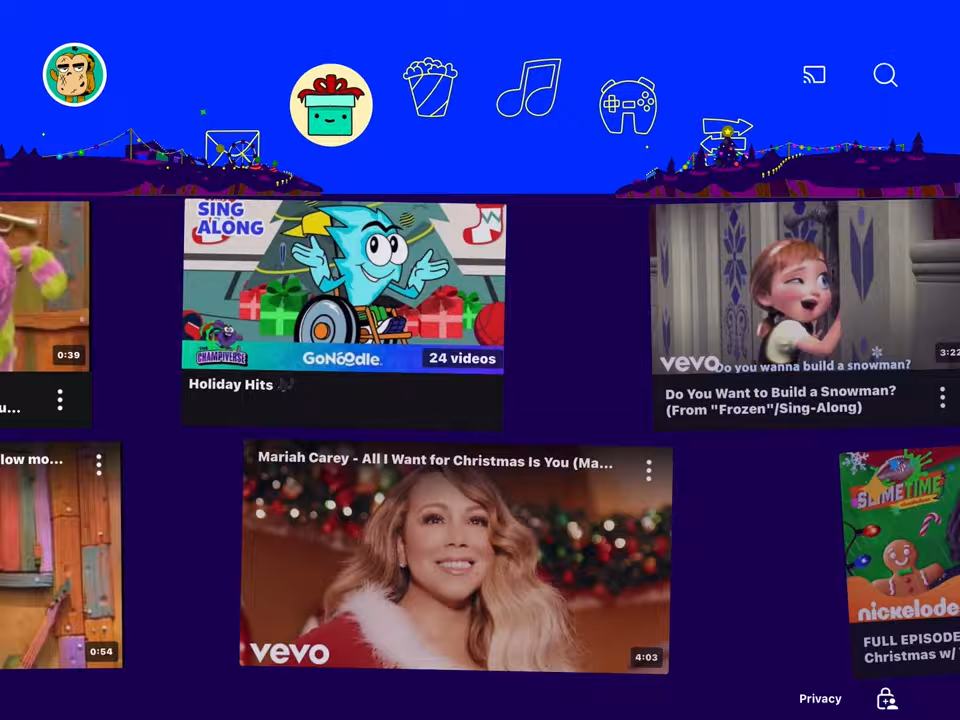 SING
ALONG
0:39
THE
CHAMPIVERSE
GoNoodle
24 videos
vevo
Do you wanna build a snowman?
3:22
u...
Holiday Hits
Do You Want to Build a Snowman?
(From "Frozen"/Sing-Along)
low mo...
Mariah Carey - All I Want for Christmas Is You (Ma...
SLIMETIME
nickelode
0:54
vevo
4:03
FULL EPISODE
Christmas w/
Privacy